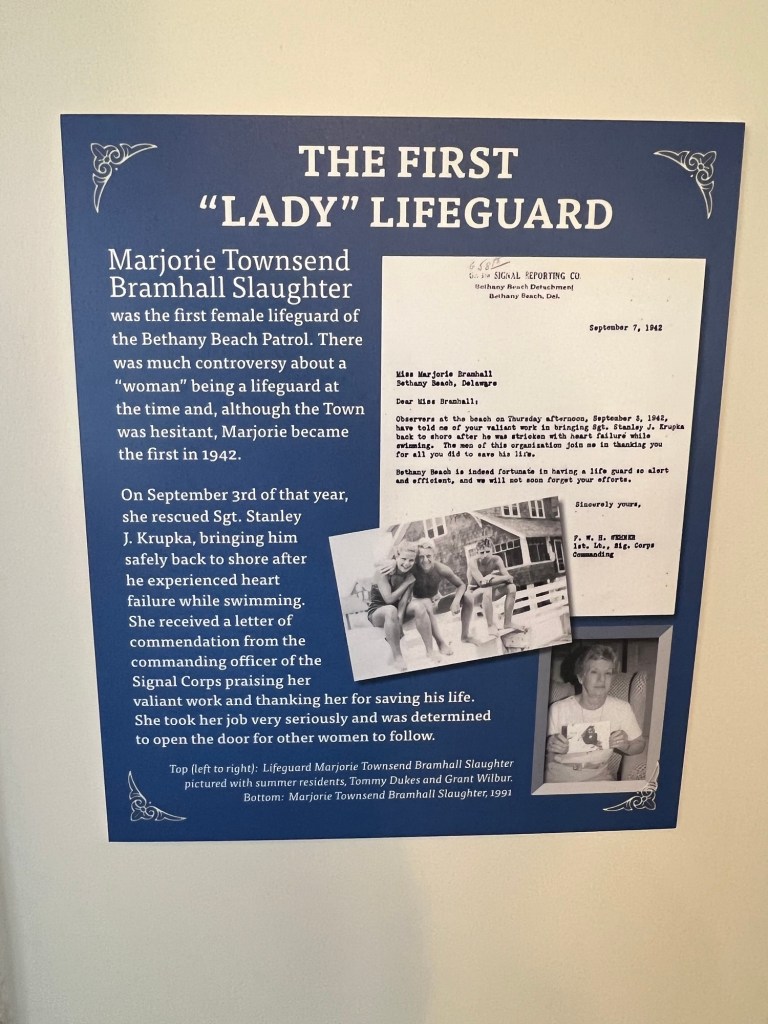 THE FIRST
“LADY” LIFEGUARD
Marjorie Townsend
Bramhall Slaughter
was the first female lifeguard of
the Bethany Beach Patrol. There
was much controversy about a
“woman” being a lifeguard at
the time and, although the Town
was hesitant, Marjorie became
the first in 1942.
On September 3rd of that year,
she rescued Sgt. Stanley
J. Krupka, bringing him
safely back to shore after
he experienced heart
failure while swimming.
She received a letter of
commendation from the
commanding officer of the
Signal Corps praising her
valiant work and thanking her for saving his life.
She took her job very seriously and was determined
to open the door for other women to follow.
Top (left to right): Lifeguard Marjorie Townsend Bramhall Slaughter
pictured with summer residents, Tommy Dukes and Grant Wilbur.
Bottom: Marjorie Townsend Bramhall Slaughter, 1991
SIGNAL REPORTING CO.
Bethany Beach Detachment
Bethany Beach, Del.
September 7, 1942
Miss Marjorie Bramhall
Bethany Beach, Delaware
Dear Miss Bramhall:
Observers at the beach on Thursday afternoon, September 3, 1942,
have told me of your valiant work in bringing Sgt. Stanley J. Krupka
back to shore after he was stricken with heart failure while
swimming. The men of this organization join me in thanking you
for all you did to save his life.
Bethany Beach is indeed fortunate in having a life guard so alert
and efficient, and we will not soon forget your efforts.
Sincerely yours,
F. W. H. WEHNER
1st. Lt., Sig. Corps
Commanding